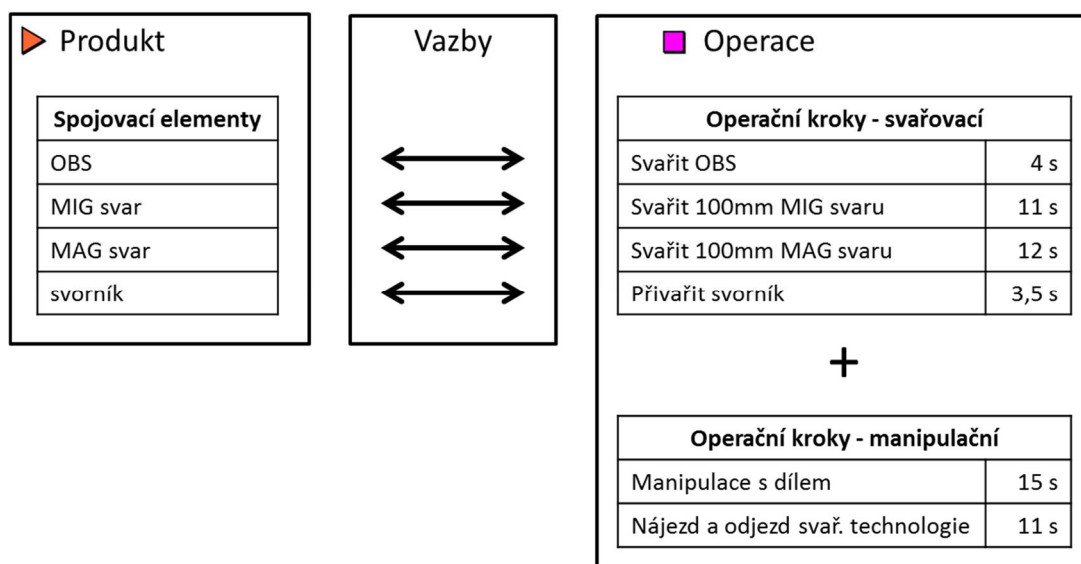 Produkt
Spojovací elementy
OBS
MIG svar
MAG svar
svorník
Vazby
Operace
Operační kroky - svařovací
Svařit OBS 4 s
Svařit 100mm MIG svaru 11 s
Svařit 100mm MAG svaru 12 s
Přivařit svorník 3,5 s
+
Operační kroky - manipulační
Manipulace s dílem 15 s
Nájezd a odjezd svař. technologie 11 s